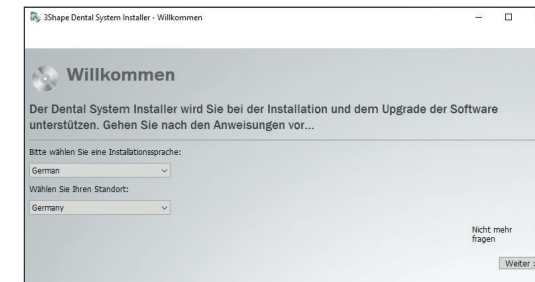 3Shape Dental System Installer - Willkommen
Willkommen
Der Dental System Installer wird Sie bei der Installation und dem Upgrade der Software
unterstützen. Gehen Sie nach den Anweisungen vor...
Bitte wählen Sie eine Installationssprache:
German
Wählen Sie Ihren Standort:
Germany
Nicht mehr
fragen
Weiter >